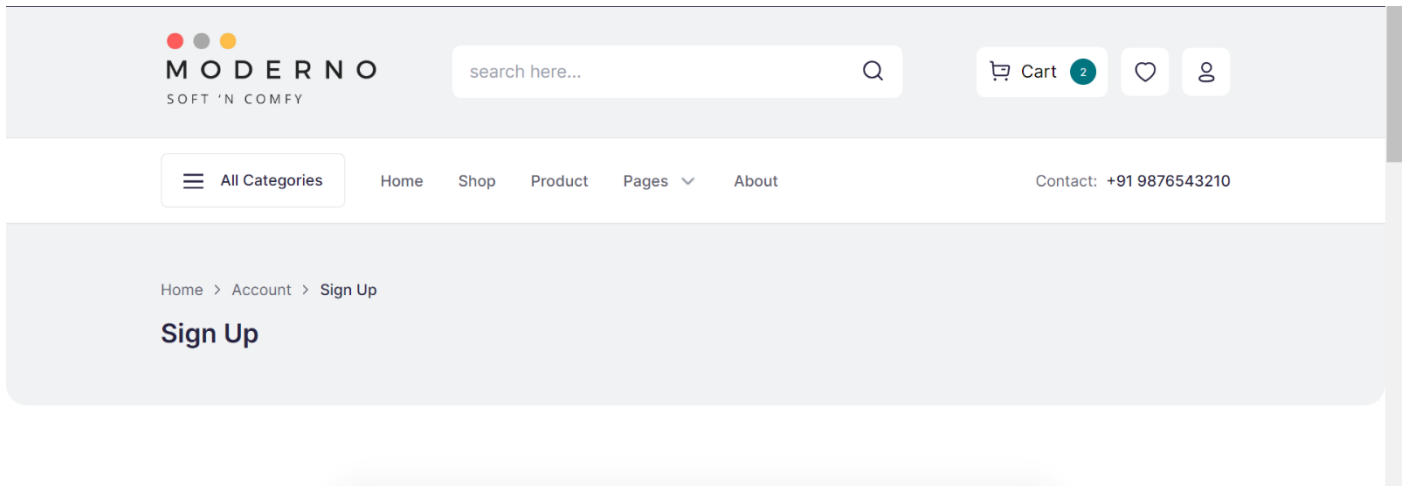 MODERNO
SOFT 'N COMFY
search here...
Cart 2
All Categories Home Shop Product Pages About Contact: +91 9876543210
Home > Account > Sign Up
Sign Up